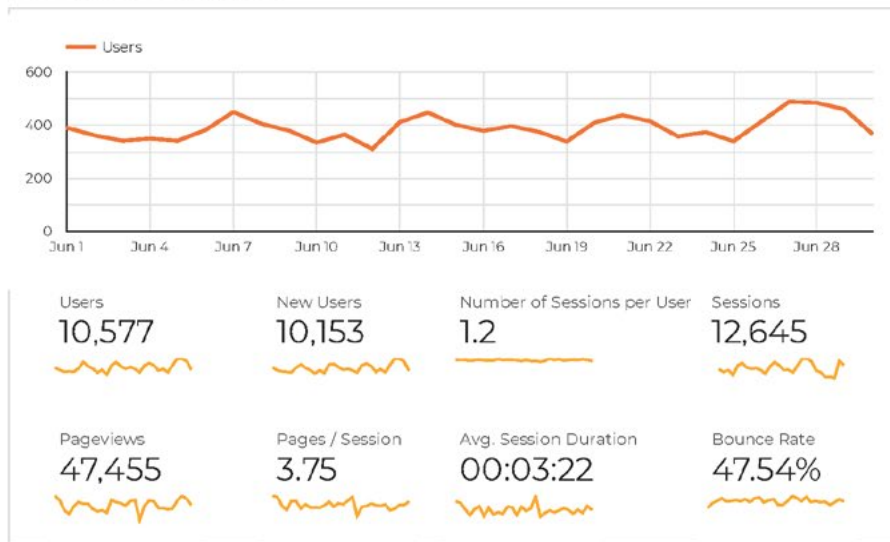 Users
600
400
200
0
Jun 1 Jun 4 Jun 7 Jun 10 Jun 13 Jun 16 Jun 19 Jun 22 Jun 25 Jun 28
Users New Users Number of Sessions per User Sessions
10,577 10,153 1.2 12,645
Pageviews Pages / Session Avg. Session Duration Bounce Rate
47,455 3.75 00:03:22 47.54%